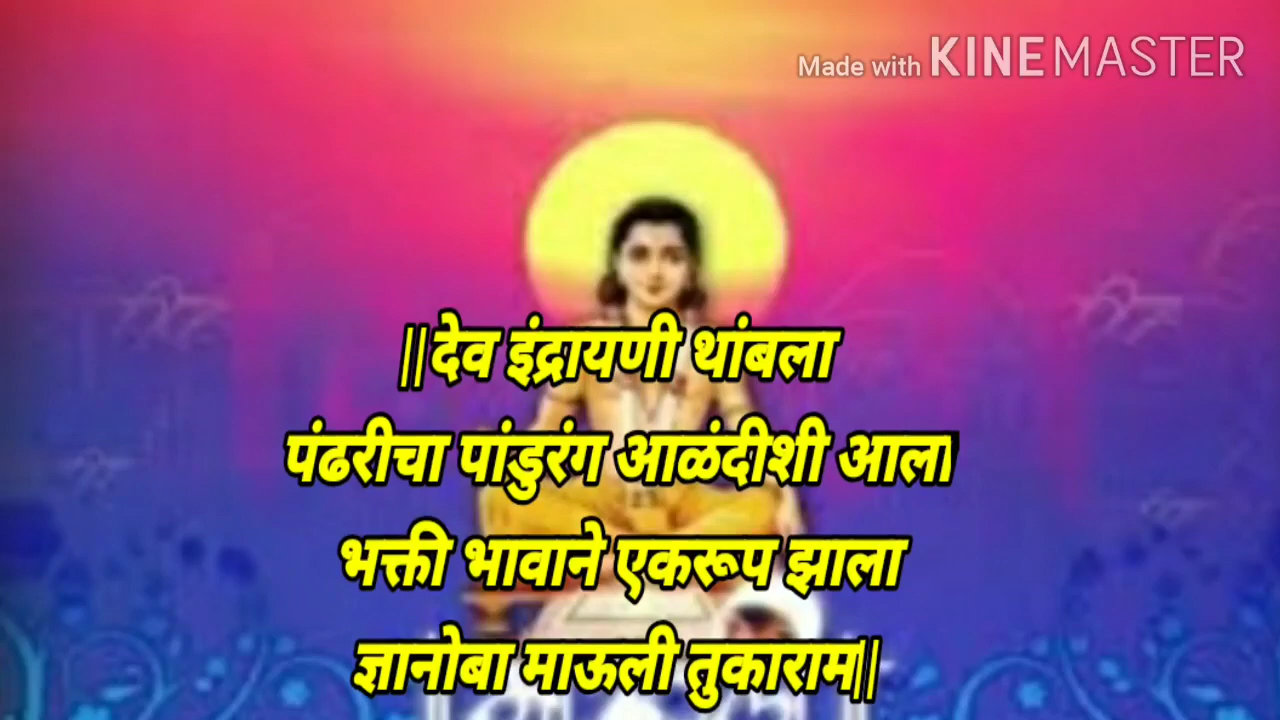 Made with KINEMASTER
||देव इंद्रायणी थांबला
पंढरीचा पांडुरंग आळंदीशी आला
भक्ती भावाने एकरूप झाला
ज्ञानोबा माऊली तुकाराम||